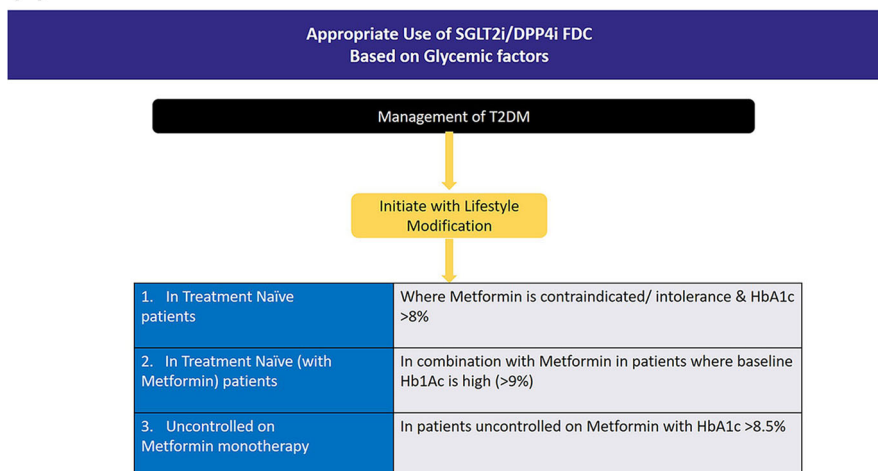 Appropriate Use of SGLT2i/DPP4i FDC
Based on Glycemic factors
Management of T2DM
Initiate with Lifestyle
Modification
1. In Treatment Naïve
patients
Where Metformin is contraindicated/ intolerance & HbA1c
>8%
2. In Treatment Naïve (with
Metformin) patients
In combination with Metformin in patients where baseline
Hb1Ac is high (>9%)
3. Uncontrolled on
Metformin monotherapy
In patients uncontrolled on Metformin with HbA1c >8.5%